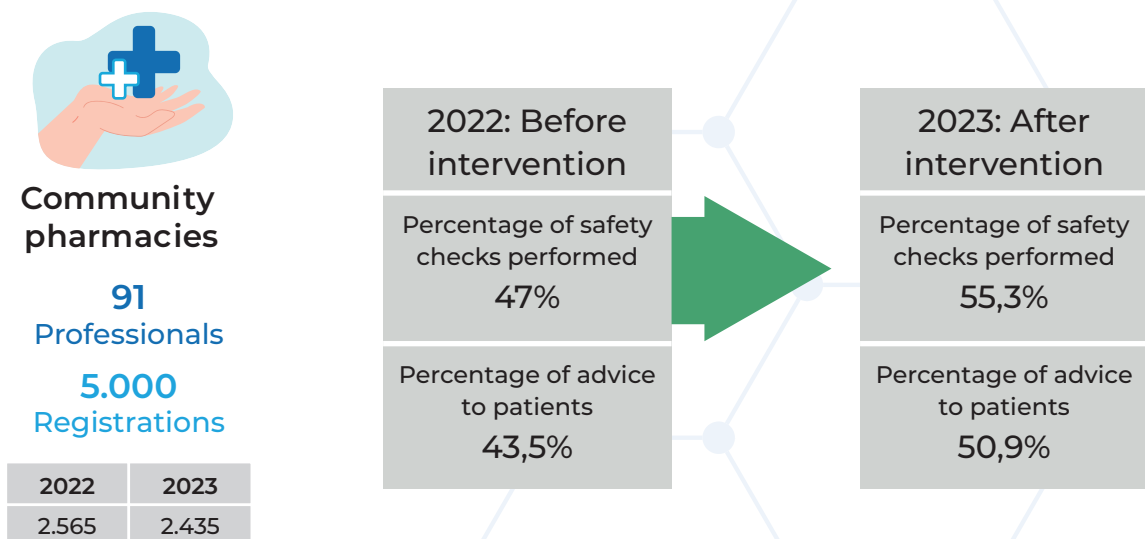 Community
pharmacies
91
Professionals
5.000
Registrations
2022 2023
2.565 2.435
2022: Before
intervention
Percentage of safety
checks performed
47%
Percentage of advice
to patients
43,5%
2023: After
intervention
Percentage of safety
checks performed
55,3%
Percentage of advice
to patients
50,9%